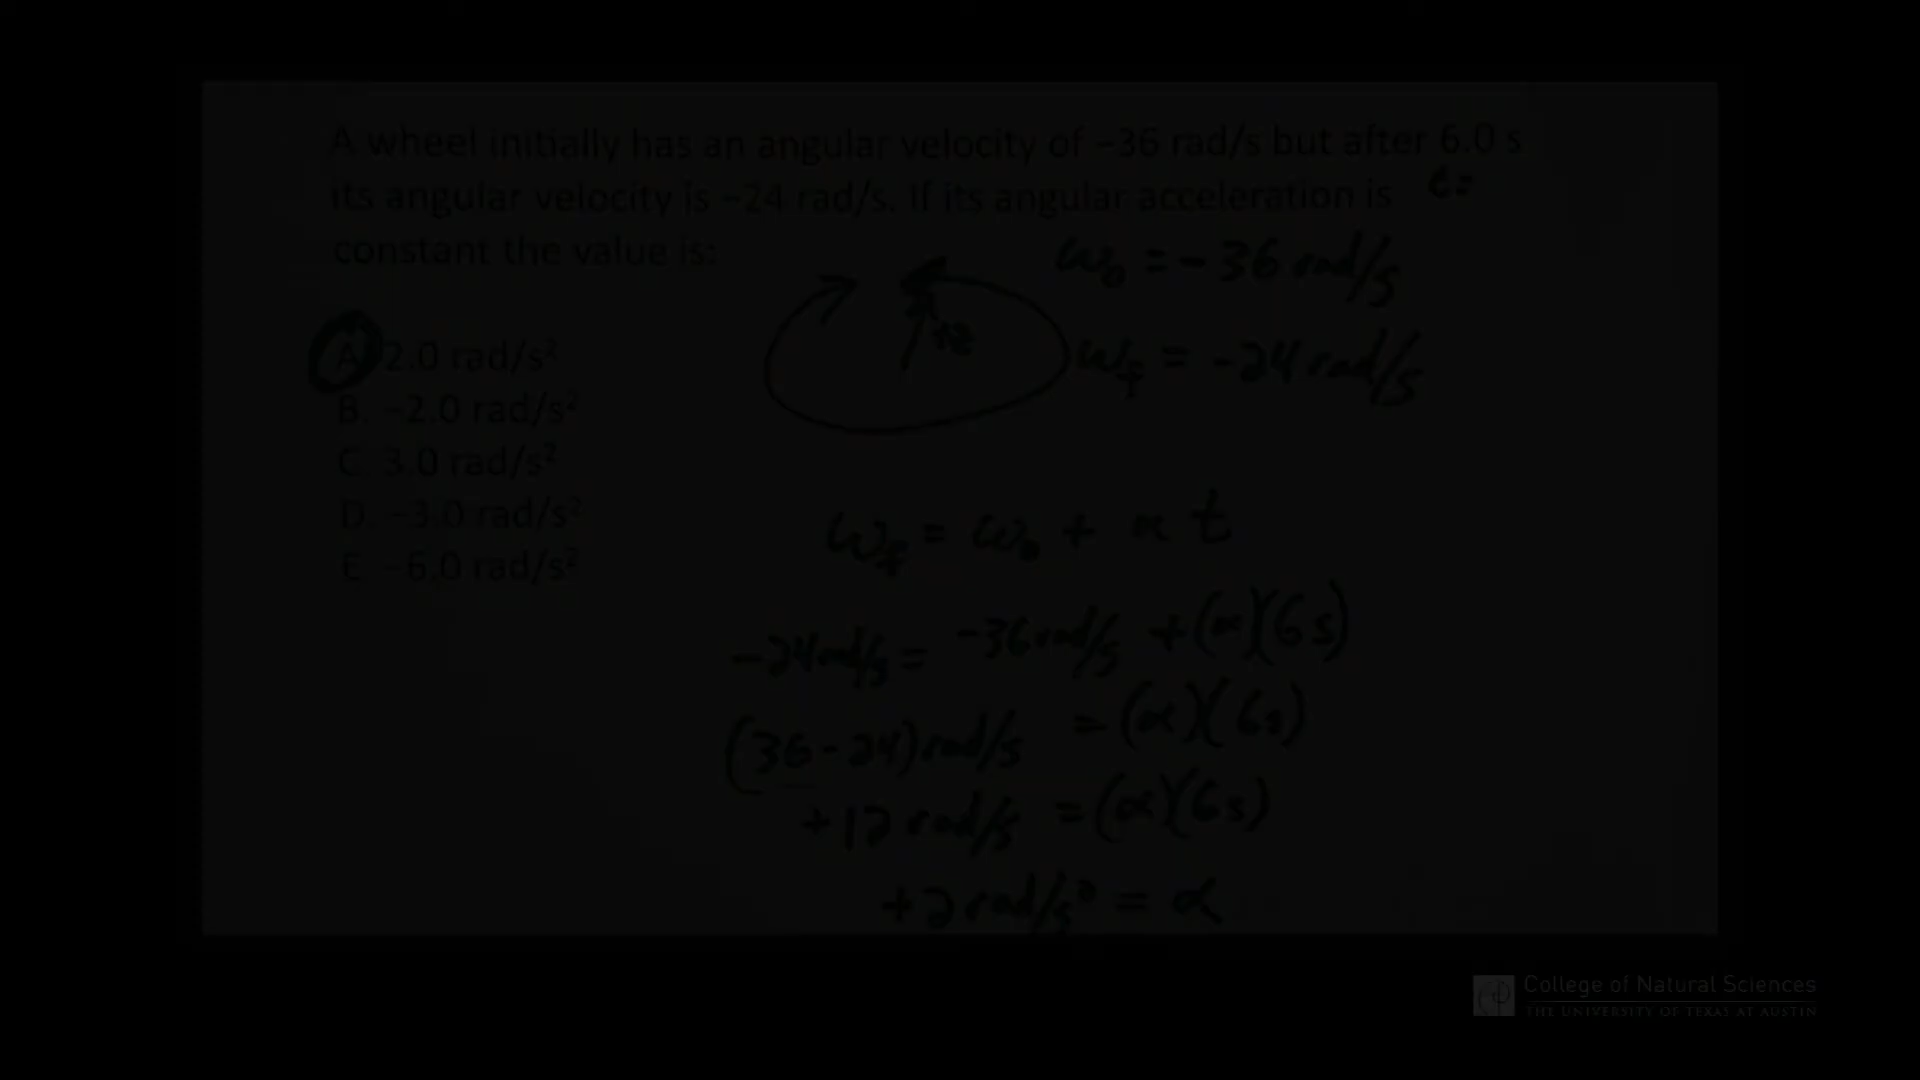 A wheel initially has an angular velocity of −36 rad/s but after 6.0 s
its angular velocity is −24 rad/s. If its angular acceleration is
constant the value is:
t=
ω₀ = - 36 rad/s
ωf = - 24 rad/s
+z
A. 2.0 rad/s²
B. −2.0 rad/s²
C. 3.0 rad/s²
D. −3.0 rad/s²
E. −6.0 rad/s²
ωf = ω₀ + α t
-24 rad/s = -36 rad/s + (α)(6 s)
(36 - 24) rad/s = (α)(6s)
+12 rad/s = (α)(6s)
+2 rad/s² = α
College of Natural Sciences
THE UNIVERSITY OF TEXAS AT AUSTIN